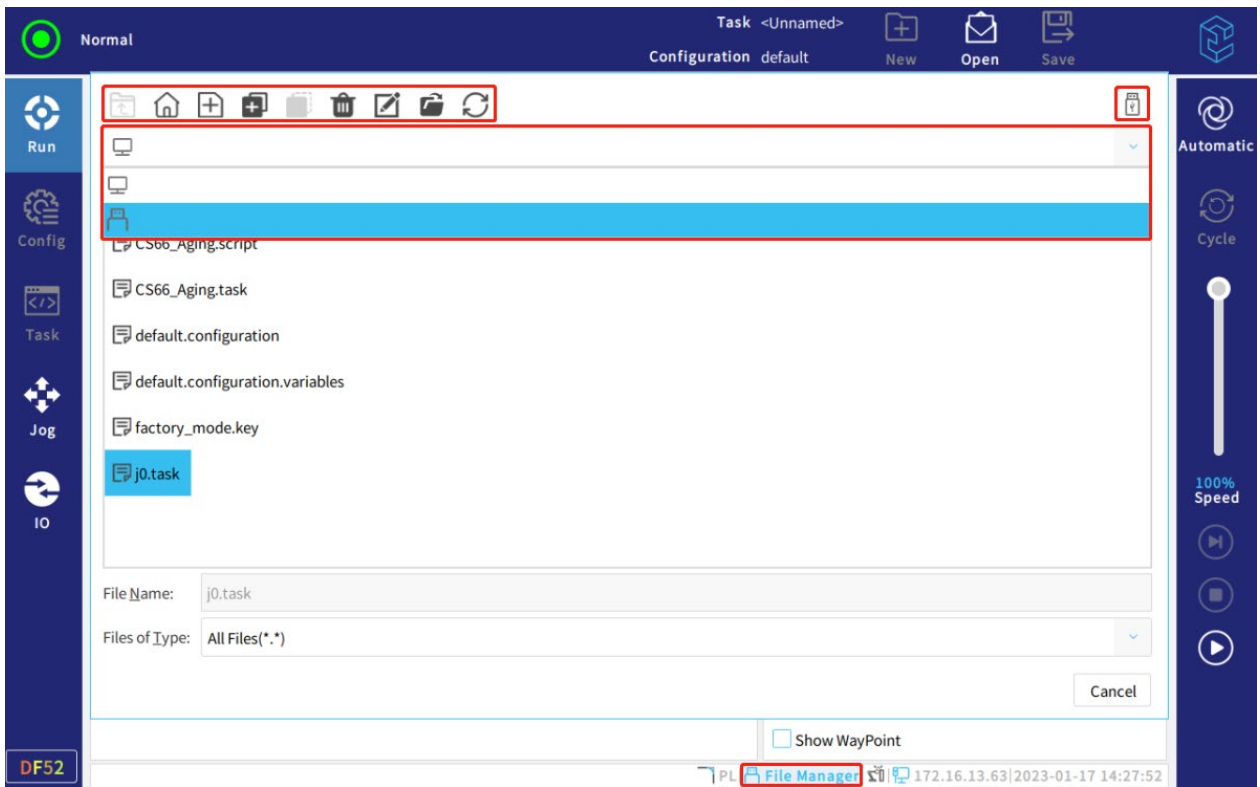 Normal
Task <Unnamed>
Configuration default
New
Open
Save
Run
Config
Task
Jog
IO
DF52
CS66_Aging.script
CS66_Aging.task
default.configuration
default.configuration.variables
factory_mode.key
j0.task
File Name: j0.task
Files of Type: All Files(*.*)
Cancel
Show WayPoint
PL File Manager 172.16.13.63 2023-01-17 14:27:52
Automatic
Cycle
100%
Speed